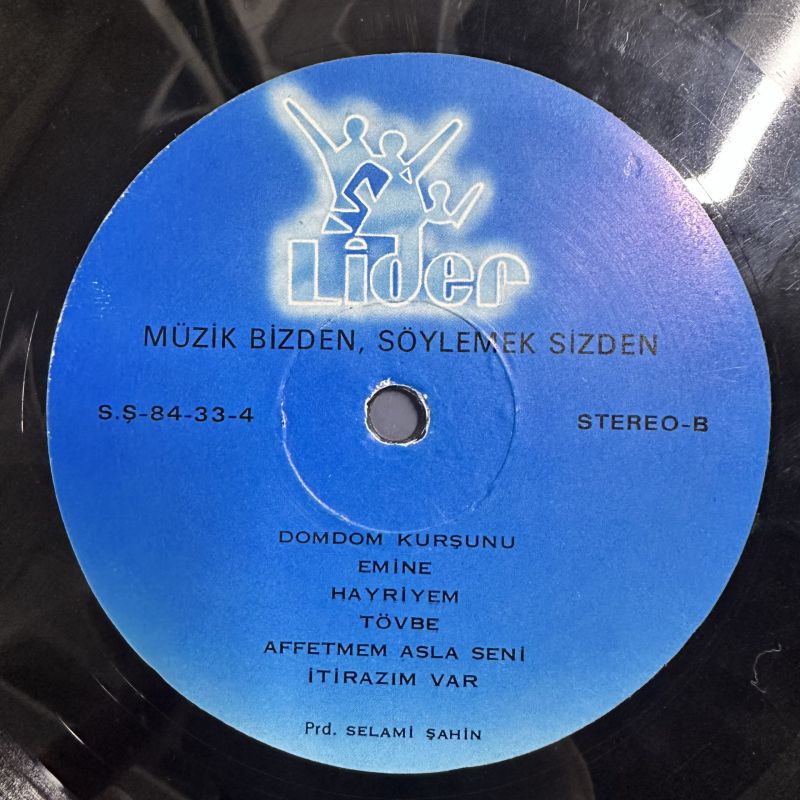 Lider
MÜZİK BİZDEN, SÖYLEMEK SİZDEN
S.Ş-84-33-4
STEREO-B
DOMDOM KURŞUNU
EMİNE
HAYRİYEM
TÖVBE
AFFETMEM ASLA SENİ
İTİRAZIM VAR
Prd. SELAMİ ŞAHİN